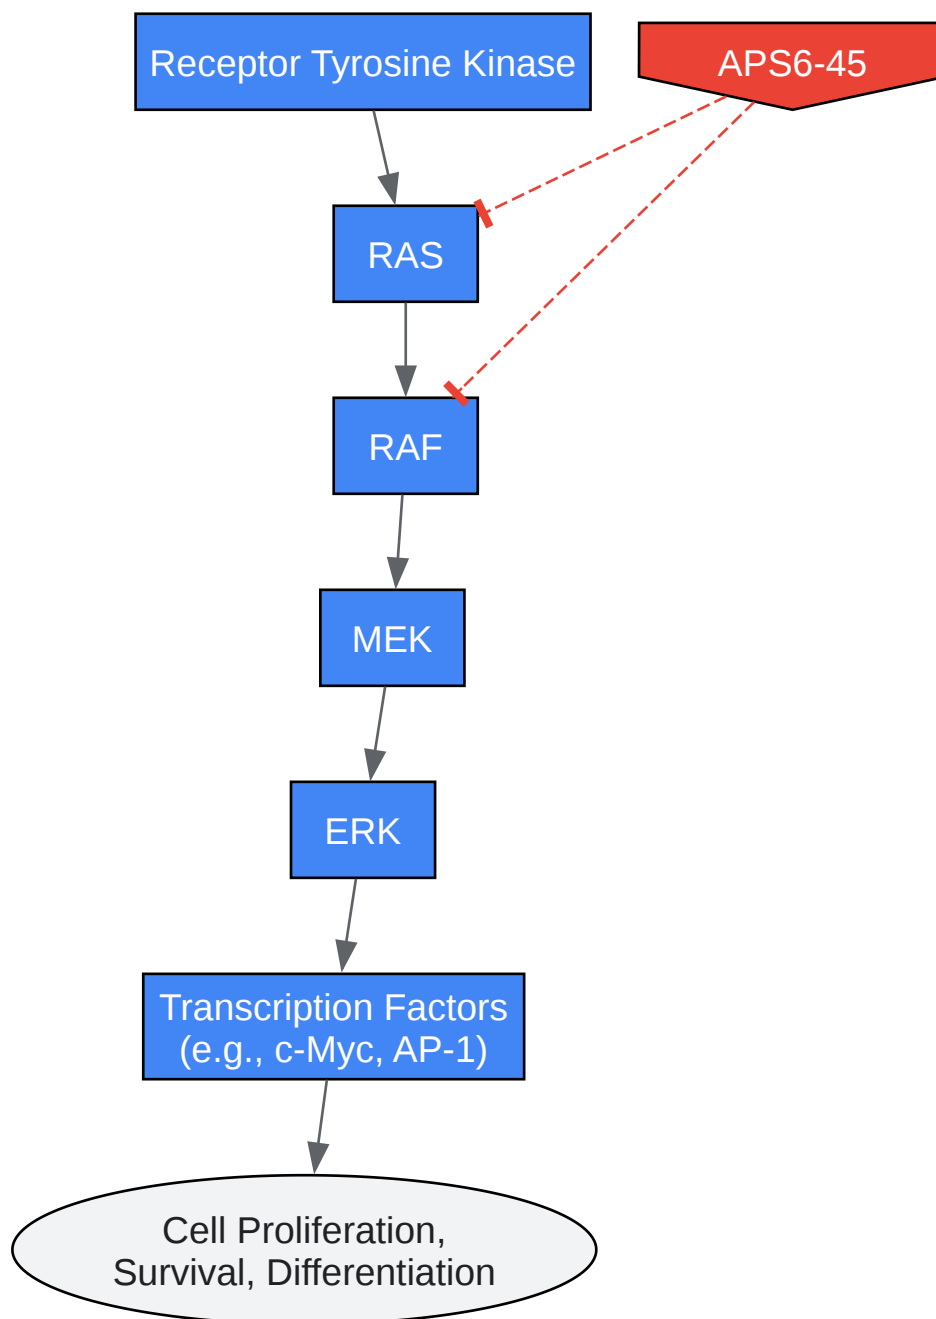 Receptor Tyrosine Kinase
APS6-45
RAS
RAF
MEK
ERK
Transcription Factors
(e.g., c-Myc, AP-1)
Cell Proliferation,
Survival, Differentiation